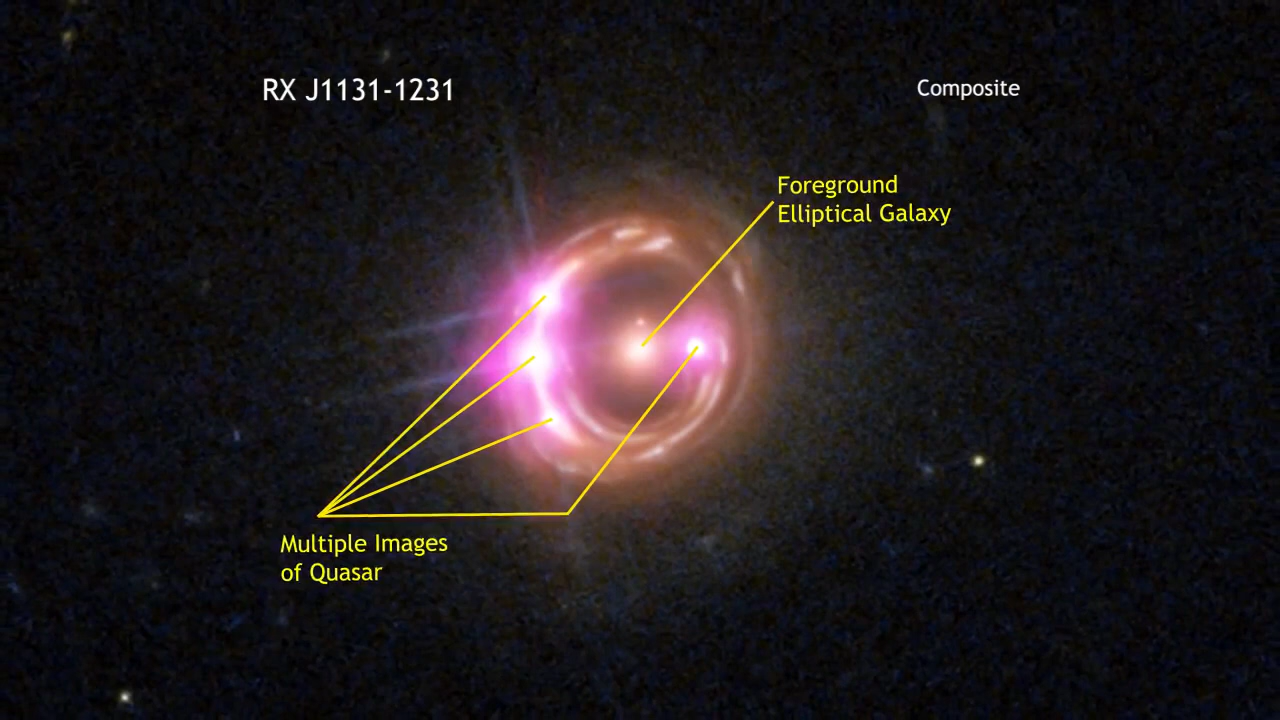 RX J1131-1231
Composite
Foreground
Elliptical Galaxy
Multiple Images
of Quasar